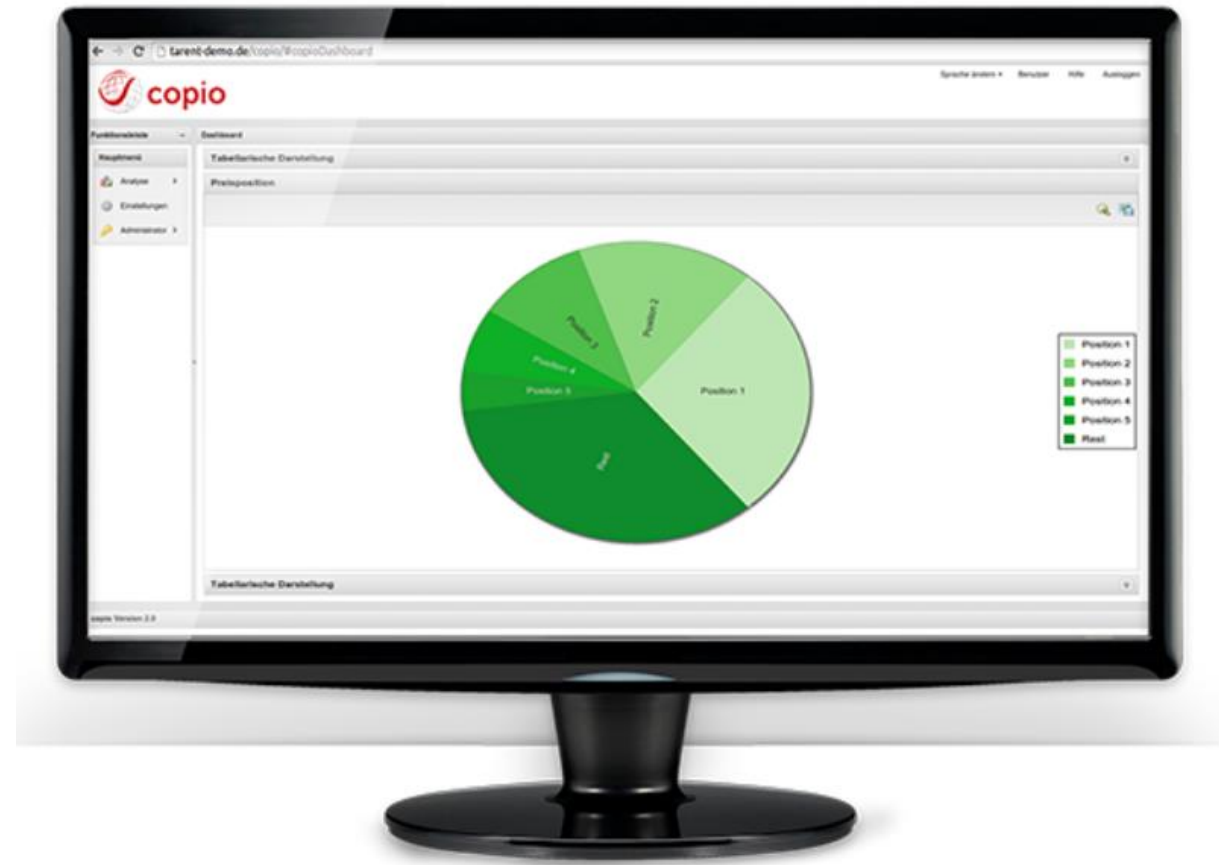 tarent-demo.de/copio/#copioDashboard
copio
Sprache ändern Benutzer Hilfe Ausloggen
Funktionsleiste
Dashboard
Hauptmenü
Analyse
Einstellungen
Administrator
Tabellarische Darstellung
Preisposition
Position 1
Position 2
Position 3
Position 4
Position 5
Rest
Position 1
Position 2
Position 3
Position 4
Position 5
Rest
Tabellarische Darstellung
copio Version 2.0